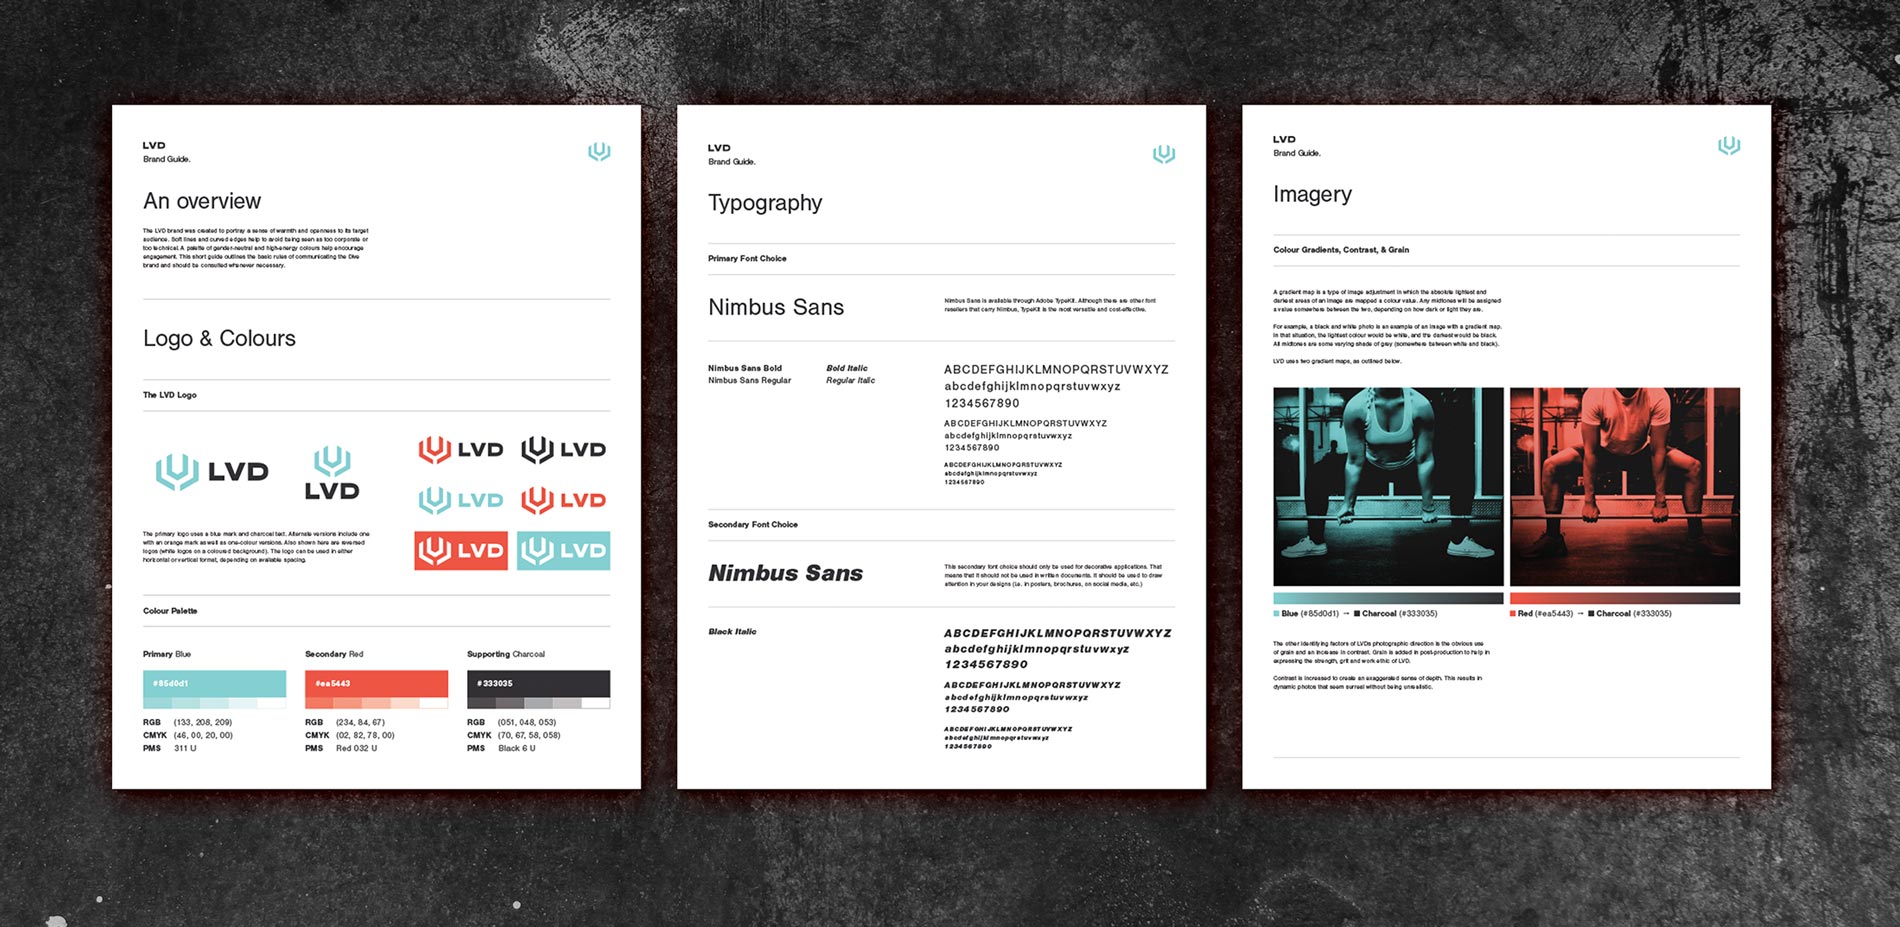 LVD
Brand Guide.
An overview
The LVD brand was created to portray a sense of warmth and openness to its target
audience. Soft lines and curved edges help to avoid being seen as too corporate or
too technical. A palette of gender-neutral and high-energy colours help encourage
engagement. This short guide outlines the basic rules of communicating the Dive
brand and should be consulted whenever necessary.
Logo & Colours
The LVD Logo
LVD
LVD
LVD
LVD
LVD
LVD
LVD
LVD
The primary logo uses a blue mark and charcoal text. Alternate versions include one
with an orange mark as well as one-colour versions. Also shown here are reversed
logos (white logos on a coloured background). The logo can be used in either
horizontal or vertical format, depending on available spacing.
Colour Palette
Primary Blue
#85d0d1
RGB (133, 208, 209)
CMYK (46, 00, 20, 00)
PMS 311 U
Secondary Red
#ea5443
RGB (234, 84, 67)
CMYK (02, 82, 78, 00)
PMS Red 032 U
Supporting Charcoal
#333035
RGB (051, 048, 053)
CMYK (70, 67, 58, 058)
PMS Black 6 U
LVD
Brand Guide.
Typography
Primary Font Choice
Nimbus Sans
Nimbus Sans is available through Adobe TypeKit. Although there are other font
resellers that carry Nimbus, TypeKit is the most versatile and cost-effective.
Nimbus Sans Bold
Nimbus Sans Regular
Bold Italic
Regular Italic
ABCDEFGHIJKLMNOPQRSTUVWXYZ
abcdefghijklmnopqrstuvwxyz
1234567890
ABCDEFGHIJKLMNOPQRSTUVWXYZ
abcdefghijklmnopqrstuvwxyz
1234567890
ABCDEFGHIJKLMNOPQRSTUVWXYZ
abcdefghijklmnopqrstuvwxyz
1234567890
Secondary Font Choice
Nimbus Sans
This secondary font choice should only be used for decorative applications. That
means that it should not be used in written documents. It should be used to draw
attention in your designs (i.e. in posters, brochures, on social media, etc.)
Black Italic
ABCDEFGHIJKLMNOPQRSTUVWXYZ
abcdefghijklmnopqrstuvwxyz
1234567890
ABCDEFGHIJKLMNOPQRSTUVWXYZ
abcdefghijklmnopqrstuvwxyz
1234567890
ABCDEFGHIJKLMNOPQRSTUVWXYZ
abcdefghijklmnopqrstuvwxyz
1234567890
LVD
Brand Guide.
Imagery
Colour Gradients, Contrast, & Grain
A gradient map is a type of image adjustment in which the absolute lightest and
darkest areas of an image are mapped a colour value. Any midtones will be assigned
a value somewhere between the two, depending on how dark or light they are.
For example, a black and white photo is an example of an image with a gradient map.
In that situation, the lightest colour would be white, and the darkest would be black.
All midtones are some varying shade of grey (somewhere between white and black).
LVD uses two gradient maps, as outlined below.
Blue (#85d0d1) → Charcoal (#333035)
Red (#ea5443) → Charcoal (#333035)
The other identifying factors of LVDs photographic direction is the obvious use
of grain and an increase in contrast. Grain is added in post-production to help in
expressing the strength, grit and work ethic of LVD.
Contrast is increased to create an exaggerated sense of depth. This results in
dynamic photos that seem surreal without being unrealistic.